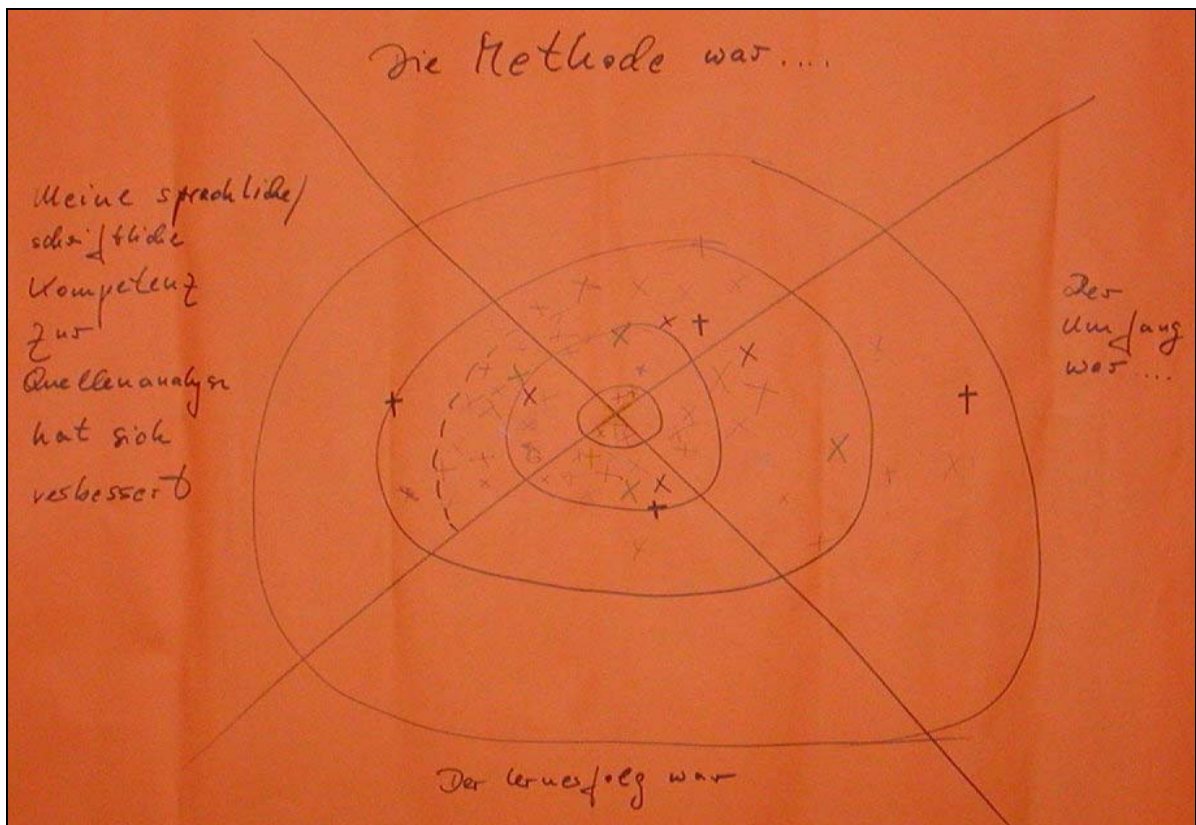 Die Methode war....
Meine sprachliche/
schriftliche
Kompetenz
zur
Quellenanalyse
hat sich
verbessert
Der
Umfang
war...
Der Lernerfolg war